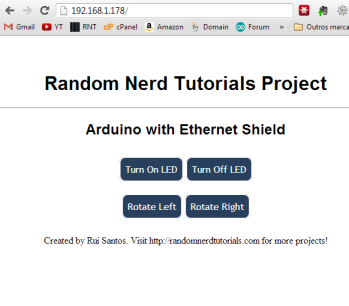 192.168.1.178/
Gmail YT RNT cPanel Amazon Domain Forum » Outros marca
Random Nerd Tutorials Project
Arduino with Ethernet Shield
Turn On LED Turn Off LED
Rotate Left Rotate Right
Created by Rui Santos. Visit http://randomnerdtutorials.com for more projects!